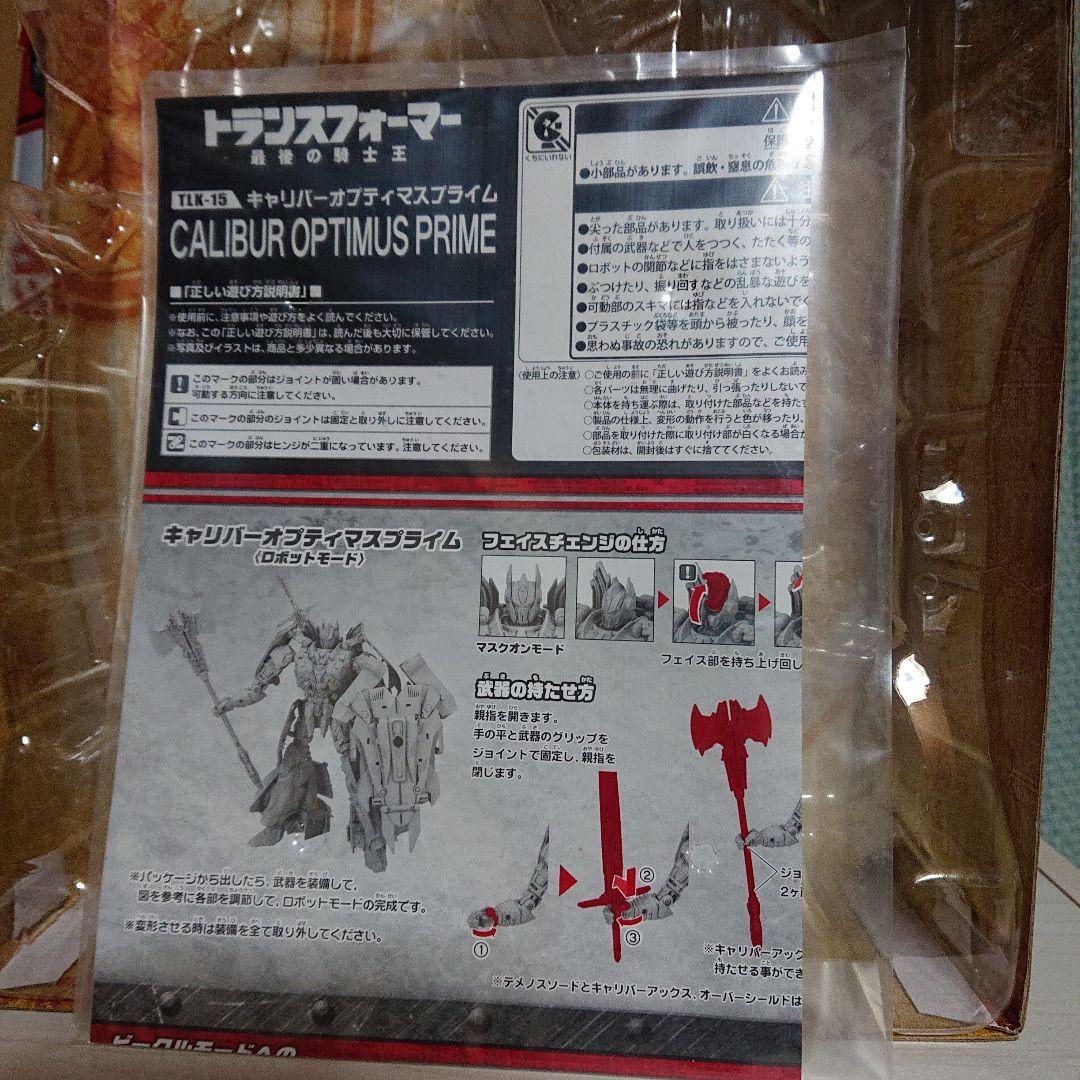 トランスフォーマー
最後の騎士王
TLK-15 キャリバーオプティマスプライム
CALIBUR OPTIMUS PRIME
■「正しい遊び方説明書」■
※使用前に、注意事項や遊び方をよく読んでください。
※なお、この「正しい遊び方説明書」は、読んだ後も大切に保管してください。
※写真及びイラストは、商品と多少異なる場合があります。
このマークの部分はジョイントが固い場合があります。
可動する方向に注意してください。
このマークの部分のジョイントは固定と取り外しに注意してください。
このマークの部分はヒンジが二重になっています。注意してください。
くちにいれない
保護
●小部品があります。誤飲・窒息の危険があ
●尖った部品があります。取り扱いには十分
●付属の武器などで人をつつく、たたく等の
●ロボットの関節などに指をはさまないよう
●ぶつけたり、振り回すなどの乱暴な遊びを
●可動部のスキマには指などを入れないでく
●プラスチック袋等を頭から被ったり、顔を
●思わぬ事故の恐れがありますので、ご使用
〈使用上の注意〉○ご使用の前に「正しい遊び方説明書」をよくお読み
○各パーツは無理に曲げたり、引っ張ったりしないで
○本体を持ち運ぶ際は、取り付けた部品などを持たず
○製品の仕様上、変形の動作を行うと色が移ったり、
○部品を取り付けた際に取り付け部が白くなる場合が
○包装材は、開封後はすぐに捨ててください。
キャリバーオプティマスプライム
〈ロボットモード〉
※パッケージから出したら、武器を装備して、
図を参考に各部を調節して、ロボットモードの完成です。
※変形させる時は装備を全て取り外してください。
フェイスチェンジの仕方
マスクオンモード
フェイス部を持ち上げ回し
武器の持たせ方
親指を開きます。
手の平と武器のグリップを
ジョイントで固定し、親指を
閉じます。
①
②
③
ジョ
2ヶ
※キャリバーアック
持たせる事ができ
※テメノスソードとキャリバーアックス、オーバーシールドは
ビークルモードへの